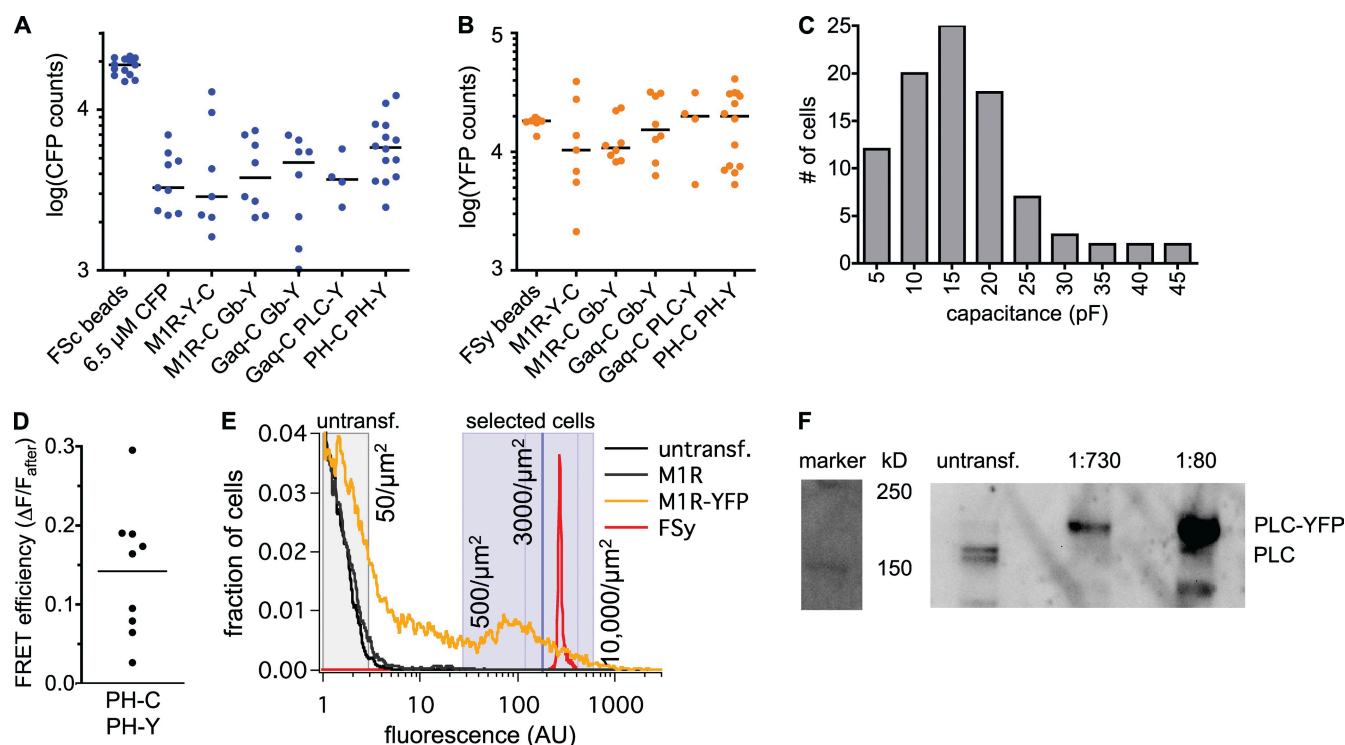 A
log(CFP counts)
4
3
FSc beads
6.5 µM CFP
M1R-Y-C
M1R-C Gb-Y
Gaq-C Gb-Y
Gaq-C PLC-Y
PH-C PH-Y
B
log(YFP counts)
5
4
3
FSy beads
M1R-Y-C
M1R-C Gb-Y
Gaq-C Gb-Y
Gaq-C PLC-Y
PH-C PH-Y
C
# of cells
25
20
15
10
5
0
5
10
15
20
25
30
35
40
45
capacitance (pF)
D
FRET efficiency (ΔF/Fafter)
0.3
0.2
0.1
0.0
PH-C
PH-Y
E
untransf.
selected cells
fraction of cells
0.04
0.03
0.02
0.01
0.00
50/µm²
500/µm²
3000/µm²
10,000/µm²
untransf.
M1R
M1R-YFP
FSy
1
10
100
1000
fluorescence (AU)
F
marker
kD
untransf.
1:730
1:80
250
150
PLC-YFP
PLC